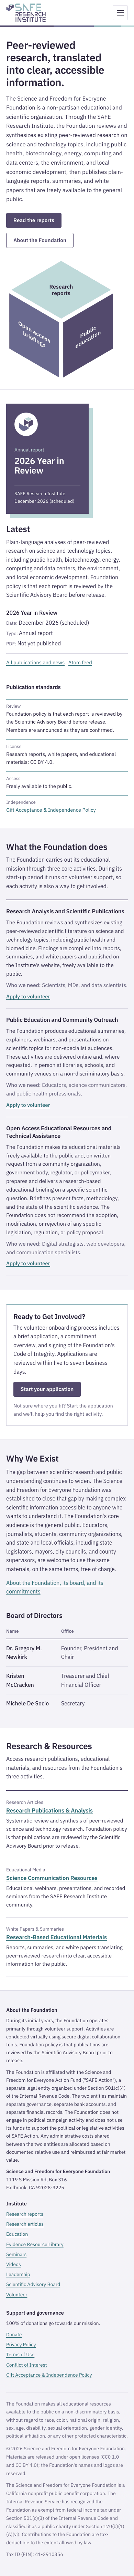 SAFE
RESEARCH
INSTITUTE
Peer-reviewed
research, translated
into clear, accessible
information.
The Science and Freedom for Everyone
Foundation is a non-partisan educational and
scientific organization. Through the SAFE
Research Institute, the Foundation reviews and
synthesizes existing peer-reviewed research on
science and technology topics, including public
health, biotechnology, energy, computing and
data centers, the environment, and local
economic development, then publishes plain-
language reports, summaries, and white
papers that are freely available to the general
public.
Read the reports
About the Foundation
Research
reports
Open access
briefings
Public
education
Annual report
2026 Year in
Review
SAFE Research Institute
December 2026 (scheduled)
Latest
Plain-language analyses of peer-reviewed
research on science and technology topics,
including public health, biotechnology, energy,
computing and data centers, the environment,
and local economic development. Foundation
policy is that each report is reviewed by the
Scientific Advisory Board before release.
2026 Year in Review
Date: December 2026 (scheduled)
Type: Annual report
PDF: Not yet published
All publications and news Atom feed
Publication standards
Review
Foundation policy is that each report is reviewed by
the Scientific Advisory Board before release.
Members are announced as they are confirmed.
License
Research reports, white papers, and educational
materials: CC BY 4.0.
Access
Freely available to the public.
Independence
Gift Acceptance & Independence Policy
What the Foundation does
The Foundation carries out its educational
mission through three core activities. During its
start-up period it runs on volunteer support, so
each activity is also a way to get involved.
Research Analysis and Scientific Publications
The Foundation reviews and synthesizes existing
peer-reviewed scientific research on science and
technology topics, including public health and
biomedicine. Findings are compiled into reports,
summaries, and white papers and published on
the Institute's website, freely available to the
public.
Who we need: Scientists, MDs, and data scientists.
Apply to volunteer
Public Education and Community Outreach
The Foundation produces educational summaries,
explainers, webinars, and presentations on
scientific topics for non-specialist audiences.
These activities are delivered online and, where
requested, in person at libraries, schools, and
community venues on a non-discriminatory basis.
Who we need: Educators, science communicators,
and public health professionals.
Apply to volunteer
Open Access Educational Resources and
Technical Assistance
The Foundation makes its educational materials
freely available to the public and, on written
request from a community organization,
government body, regulator, or policymaker,
prepares and delivers a research-based
educational briefing on a specific scientific
question. Briefings present facts, methodology,
and the state of the scientific evidence. The
Foundation does not recommend the adoption,
modification, or rejection of any specific
legislation, regulation, or policy proposal.
Who we need: Digital strategists, web developers,
and communication specialists.
Apply to volunteer
Ready to Get Involved?
The volunteer onboarding process includes
a brief application, a commitment
overview, and signing of the Foundation's
Code of Integrity. Applications are
reviewed within five to seven business
days.
Start your application
Not sure where you fit? Start the application
and we'll help you find the right activity.
Why We Exist
The gap between scientific research and public
understanding continues to widen. The Science
and Freedom for Everyone Foundation was
established to close that gap by making complex
scientific information accessible to anyone who
wants to understand it. The Foundation's core
audience is the general public. Educators,
journalists, students, community organizations,
and state and local officials, including state
legislators, mayors, city councils, and county
supervisors, are welcome to use the same
materials, on the same terms, free of charge.
About the Foundation, its board, and its
commitments
Board of Directors
Name Office
Dr. Gregory M. Newkirk Founder, President and Chair
Kristen McCracken Treasurer and Chief Financial Officer
Michele De Socio Secretary
Research & Resources
Access research policies, educational
materials, and resources from the Foundation's
three activities.
Research Articles
Research Publications & Analysis
Systematic review and synthesis of peer-reviewed
science and technology research. Foundation policy
is that publications are reviewed by the Scientific
Advisory Board prior to release.
Educational Media
Science Communication Resources
Educational webinars, presentations, and recorded
seminars from the SAFE Research Institute
community.
White Papers & Summaries
Research-Based Educational Materials
Reports, summaries, and white papers translating
peer-reviewed research into clear, accessible
information for the public.
About the Foundation
During its initial years, the Foundation operates
primarily through volunteer support. Activities are
conducted virtually using secure digital collaboration
tools. Foundation policy is that publications are
reviewed by the Scientific Advisory Board prior to
release.
The Foundation is affiliated with the Science and
Freedom for Everyone Action Fund ("SAFE Action"), a
separate legal entity organized under Section 501(c)(4)
of the Internal Revenue Code. The two entities maintain
separate governance, separate bank accounts, and
separate financial records. The Foundation does not
engage in political campaign activity and does not use
its funds to support the political or legislative activities
of SAFE Action. Any administrative costs shared
between the two entities are allocated based on
documented use and reimbursed at fair market value.
Science and Freedom for Everyone Foundation
1119 S Mission Rd, Box 316
Fallbrook, CA 92028-3225
Institute
Research reports
Research articles
Education
Evidence Resource Library
Seminars
Videos
Leadership
Scientific Advisory Board
Volunteer
Support and governance
100% of donations go towards our mission.
Donate
Privacy Policy
Terms of Use
Conflict of Interest
Gift Acceptance & Independence Policy
The Foundation makes all educational resources
available to the public on a non-discriminatory basis,
without regard to race, color, national origin, religion,
sex, age, disability, sexual orientation, gender identity,
political affiliation, or any other protected characteristic.
© 2026 Science and Freedom for Everyone Foundation.
Materials are released under open licenses (CC0 1.0
and CC BY 4.0); the Foundation's names and logos are
reserved.
The Science and Freedom for Everyone Foundation is a
California nonprofit public benefit corporation. The
Internal Revenue Service has recognized the
Foundation as exempt from federal income tax under
Section 501(c)(3) of the Internal Revenue Code and
classified it as a public charity under Section 170(b)(1)
(A)(vi). Contributions to the Foundation are tax-
deductible to the extent allowed by law.
Tax ID (EIN): 41-2910356